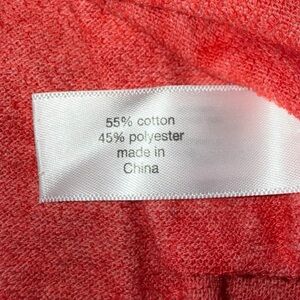 55% cotton
45% polyester
made in
China